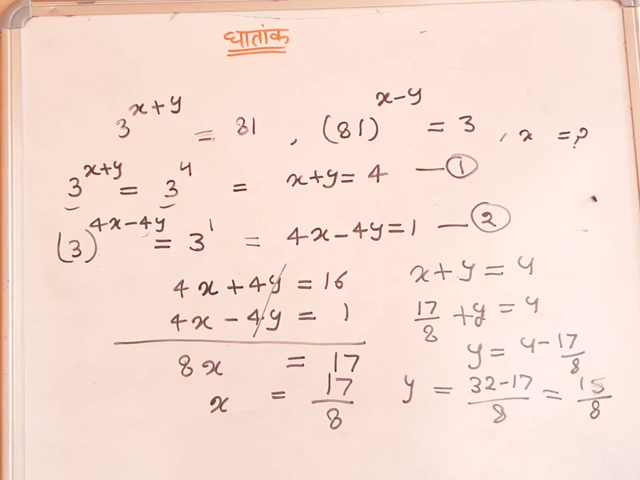 घातांक
3^{x+y} = 81 , (81)^{x-y} = 3 , x = ?
3^{x+y} = 3^4 = x+y = 4 — ①
(3)^{4x-4y} = 3^1 = 4x-4y = 1 — ②
4x + 4y = 16
4x - 4y = 1
8x = 17
x = 17/8
x + y = 4
17/8 + y = 4
y = 4 - 17/8
y = 32-17/8 = 15/8